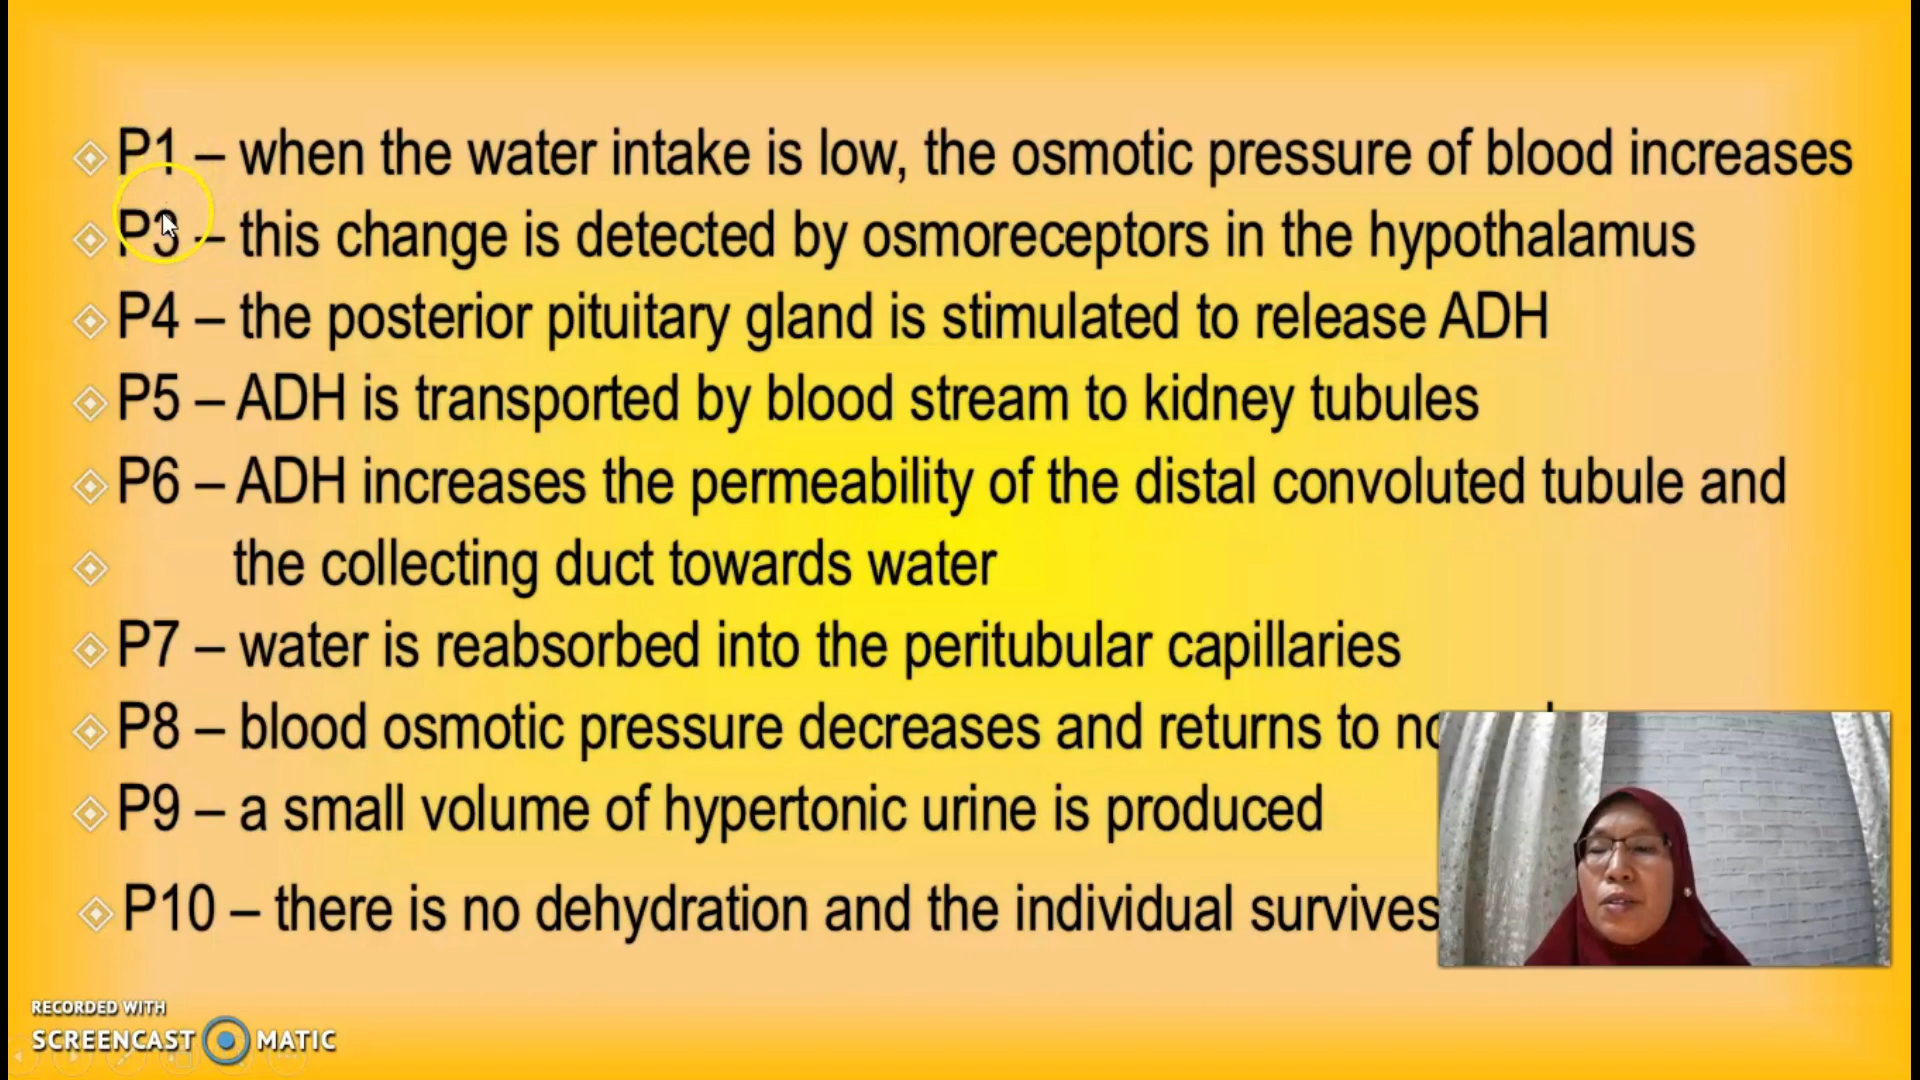 P1 – when the water intake is low, the osmotic pressure of blood increases
P3 – this change is detected by osmoreceptors in the hypothalamus
P4 – the posterior pituitary gland is stimulated to release ADH
P5 – ADH is transported by blood stream to kidney tubules
P6 – ADH increases the permeability of the distal convoluted tubule and
the collecting duct towards water
P7 – water is reabsorbed into the peritubular capillaries
P8 – blood osmotic pressure decreases and returns to
P9 – a small volume of hypertonic urine is produced
P10 – there is no dehydration and the individual survives
RECORDED WITH
SCREENCAST MATIC